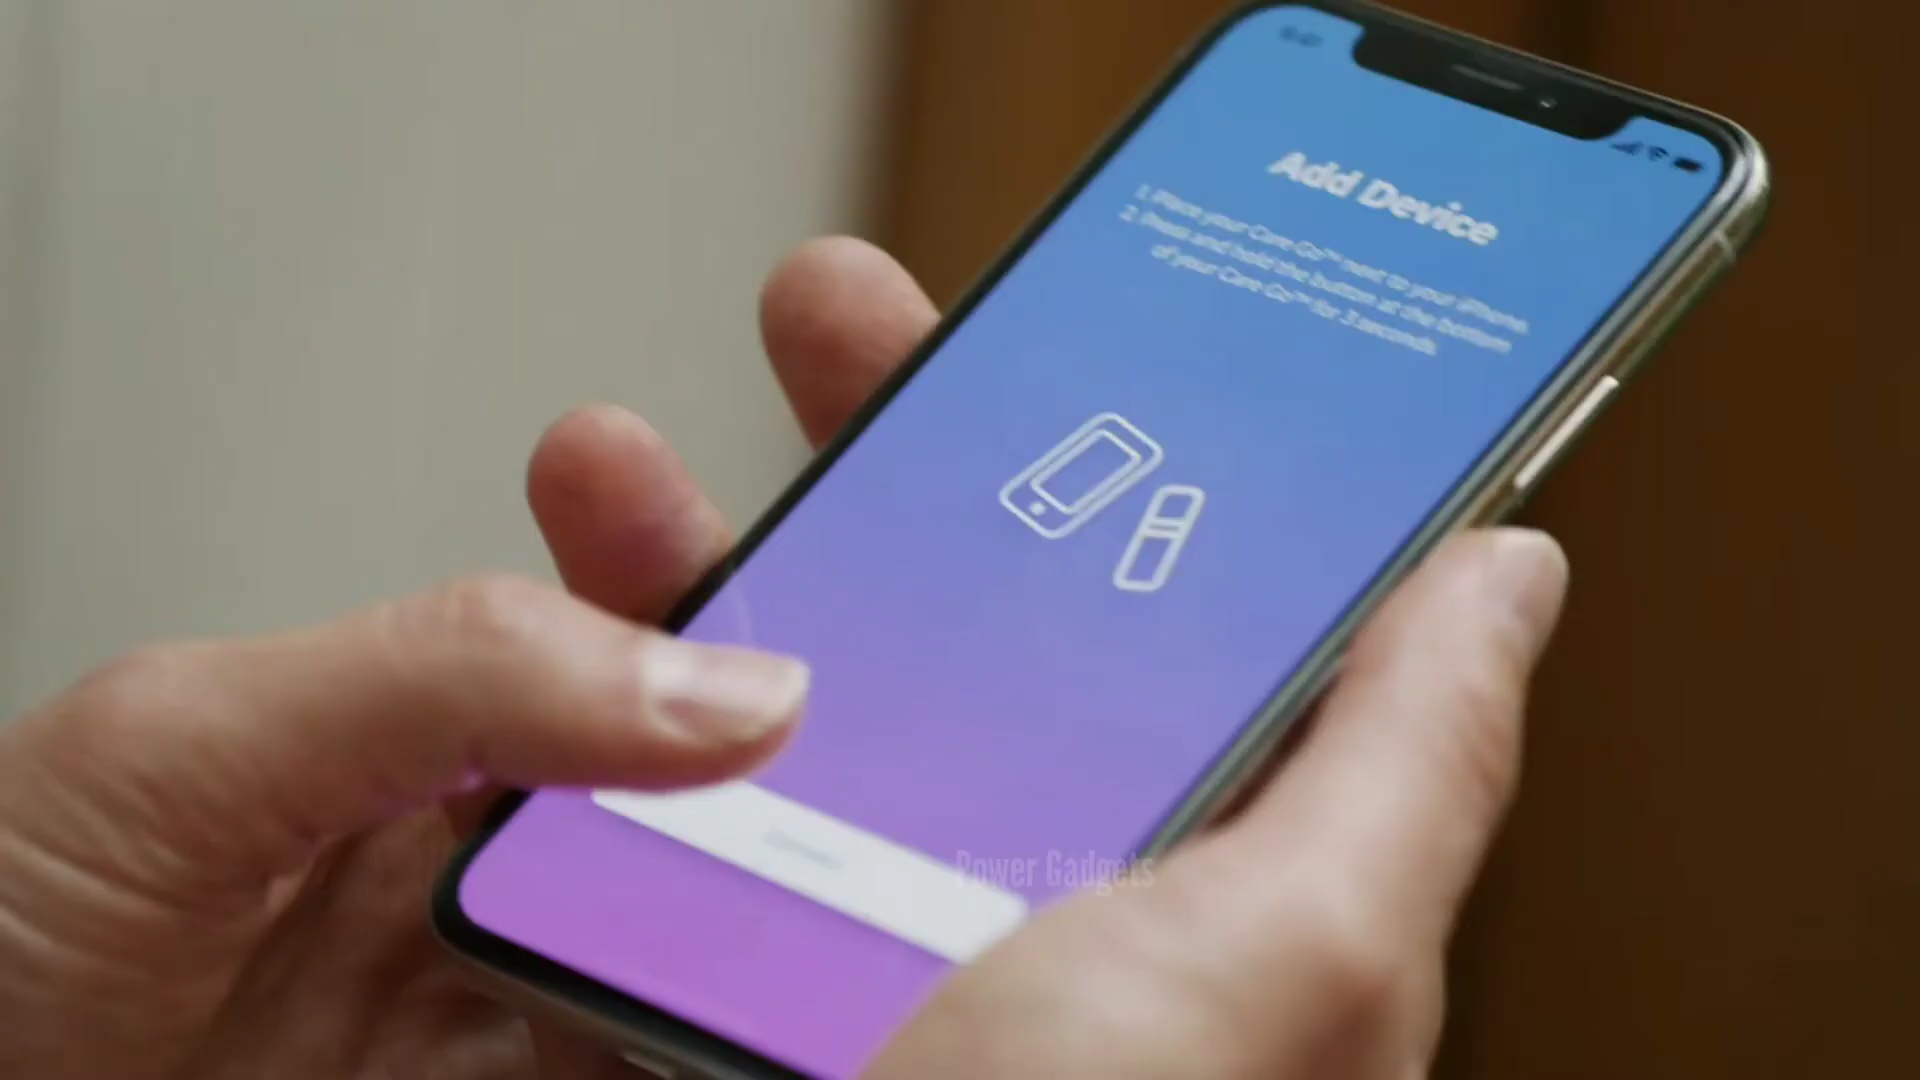 Add Device
1. Place your Care Go™ next to your iPhone.
2. Press and hold the button at the bottom
of your Care Go™ for 3 seconds.
Power Gadgets